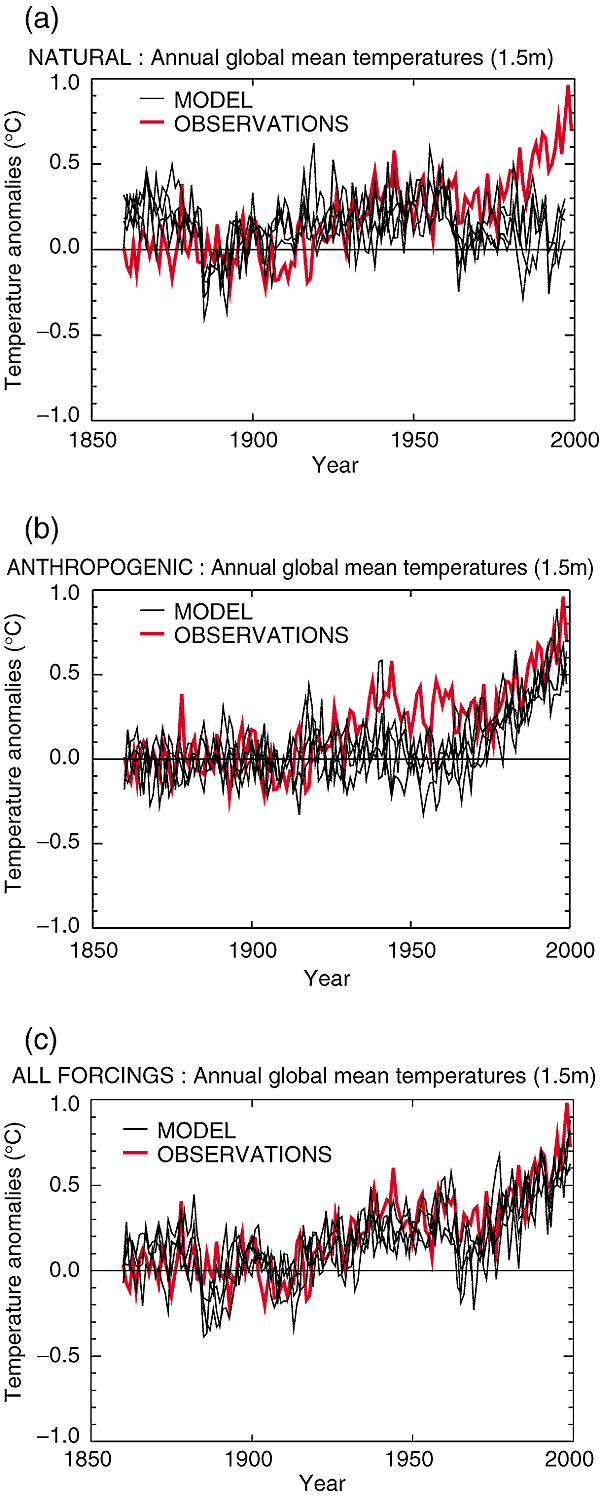 (a)
NATURAL : Annual global mean temperatures (1.5m)
1.0
MODEL
OBSERVATIONS
0.5
0.0
−0.5
−1.0
Temperature anomalies (°C)
1850 1900 1950 2000
Year
(b)
ANTHROPOGENIC : Annual global mean temperatures (1.5m)
1.0
MODEL
OBSERVATIONS
0.5
0.0
−0.5
−1.0
Temperature anomalies (°C)
1850 1900 1950 2000
Year
(c)
ALL FORCINGS : Annual global mean temperatures (1.5m)
1.0
MODEL
OBSERVATIONS
0.5
0.0
−0.5
−1.0
Temperature anomalies (°C)
1850 1900 1950 2000
Year